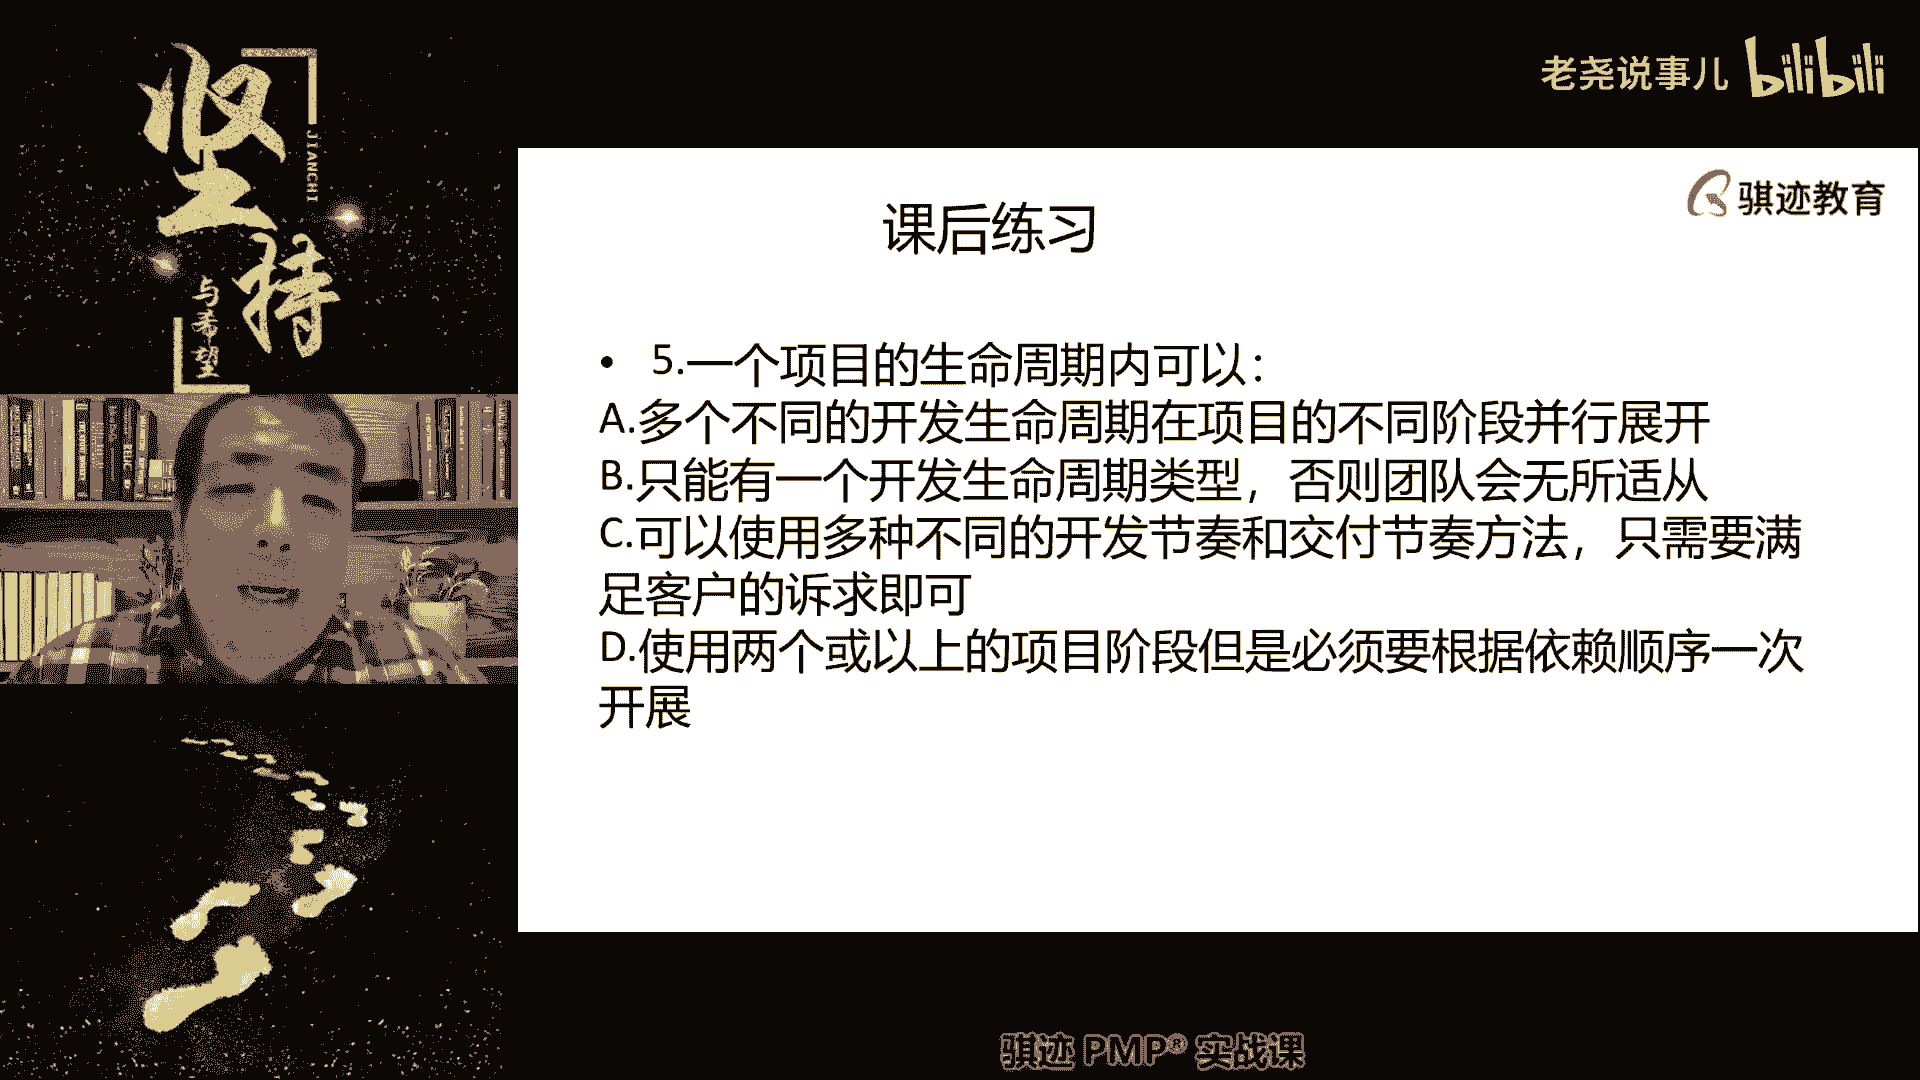 坚
持
JIANCHI
与希望
老尧说事儿 bilibili
骐迹教育
课后练习
• 5.一个项目的生命周期内可以：
A.多个不同的开发生命周期在项目的不同阶段并行展开
B.只能有一个开发生命周期类型，否则团队会无所适从
C.可以使用多种不同的开发节奏和交付节奏方法，只需要满
足客户的诉求即可
D.使用两个或以上的项目阶段但是必须要根据依赖顺序一次
开展
骐迹 PMP® 实战课